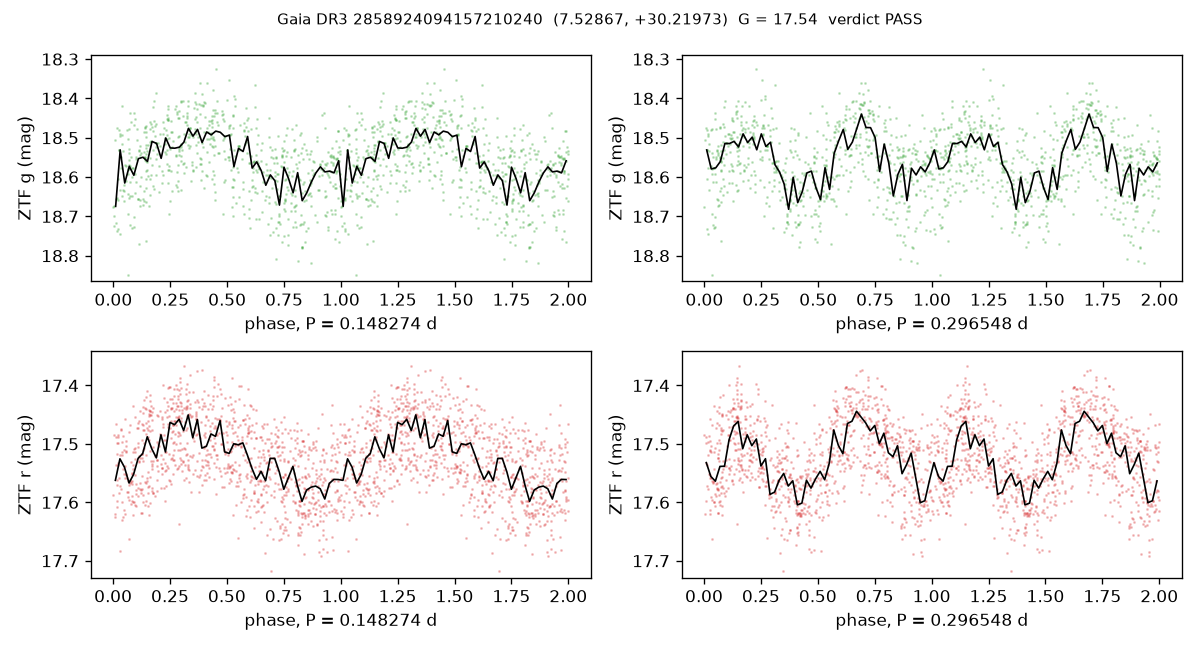 Gaia DR3 2858924094157210240 (7.52867, +30.21973) G = 17.54 verdict PASS
ZTF g (mag)
18.3
18.4
18.5
18.6
18.7
18.8
0.00 0.25 0.50 0.75 1.00 1.25 1.50 1.75 2.00
phase, P = 0.148274 d
ZTF g (mag)
18.3
18.4
18.5
18.6
18.7
18.8
0.00 0.25 0.50 0.75 1.00 1.25 1.50 1.75 2.00
phase, P = 0.296548 d
ZTF r (mag)
17.4
17.5
17.6
17.7
0.00 0.25 0.50 0.75 1.00 1.25 1.50 1.75 2.00
phase, P = 0.148274 d
ZTF r (mag)
17.4
17.5
17.6
17.7
0.00 0.25 0.50 0.75 1.00 1.25 1.50 1.75 2.00
phase, P = 0.296548 d